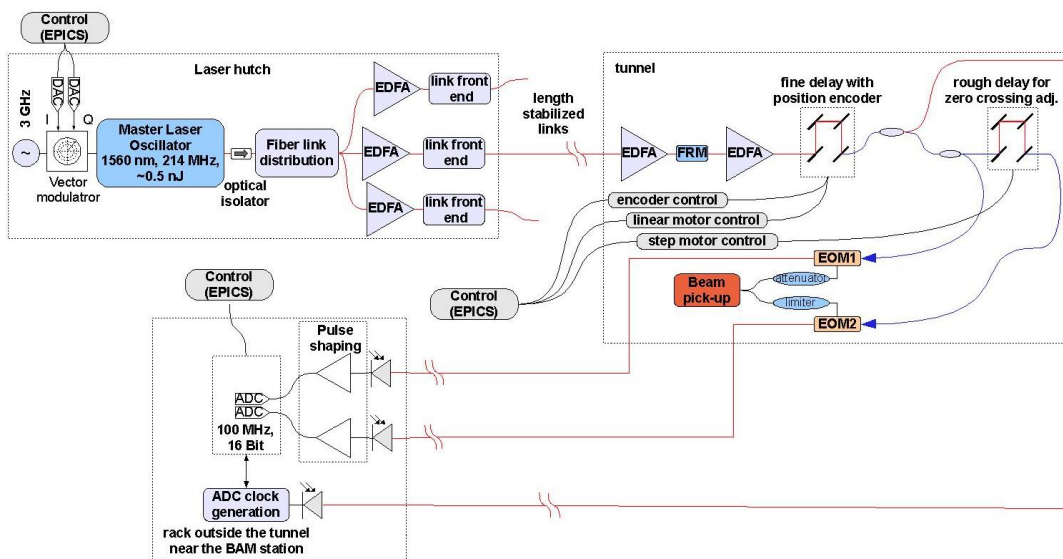 Control
(EPICS)
Laser hutch
DAC
DAC
3 GHz
I
Q
~
Vector
modulatror
Master Laser
Oscillator
1560 nm, 214 MHz,
~0.5 nJ
optical
isolator
Fiber link
distribution
EDFA
link front
end
EDFA
link front
end
EDFA
link front
end
length
stabilized
links
tunnel
fine delay with
position encoder
rough delay for
zero crossing adj.
EDFA
FRM
EDFA
encoder control
linear motor control
step motor control
Control
(EPICS)
Beam
pick-up
attenuator
limiter
EOM1
EOM2
Control
(EPICS)
Pulse
shaping
ADC
ADC
100 MHz,
16 Bit
ADC clock
generation
rack outside the tunnel
near the BAM station